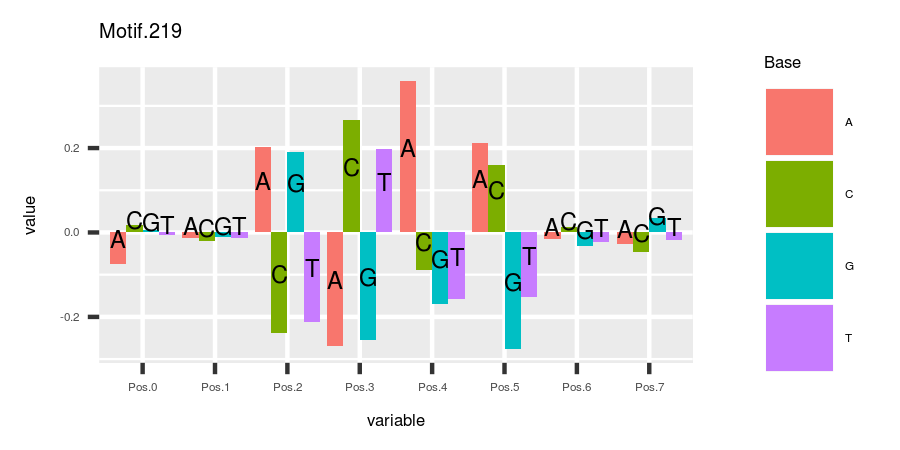 Motif.219
Base
A
C
G
T
value
0.2
0.0
-0.2
A C G T A C G T A C G T A C G T A C G T A C G T A C G T A C G T
Pos.0 Pos.1 Pos.2 Pos.3 Pos.4 Pos.5 Pos.6 Pos.7
variable